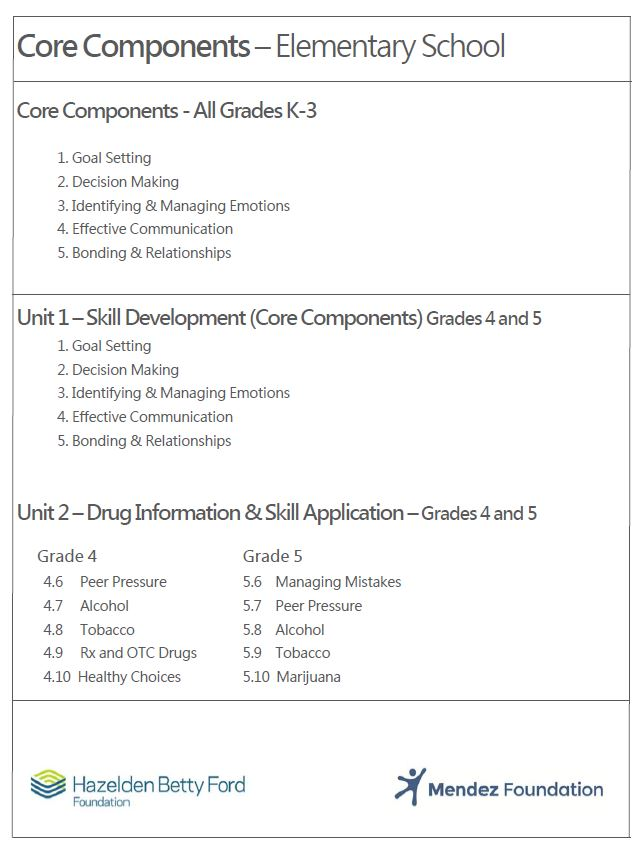 Core Components – Elementary School
Core Components - All Grades K-3
1. Goal Setting
2. Decision Making
3. Identifying & Managing Emotions
4. Effective Communication
5. Bonding & Relationships
Unit 1 – Skill Development (Core Components) Grades 4 and 5
1. Goal Setting
2. Decision Making
3. Identifying & Managing Emotions
4. Effective Communication
5. Bonding & Relationships
Unit 2 – Drug Information & Skill Application – Grades 4 and 5
Grade 4
4.6 Peer Pressure
4.7 Alcohol
4.8 Tobacco
4.9 Rx and OTC Drugs
4.10 Healthy Choices
Grade 5
5.6 Managing Mistakes
5.7 Peer Pressure
5.8 Alcohol
5.9 Tobacco
5.10 Marijuana
Hazelden Betty Ford
Foundation
Mendez Foundation